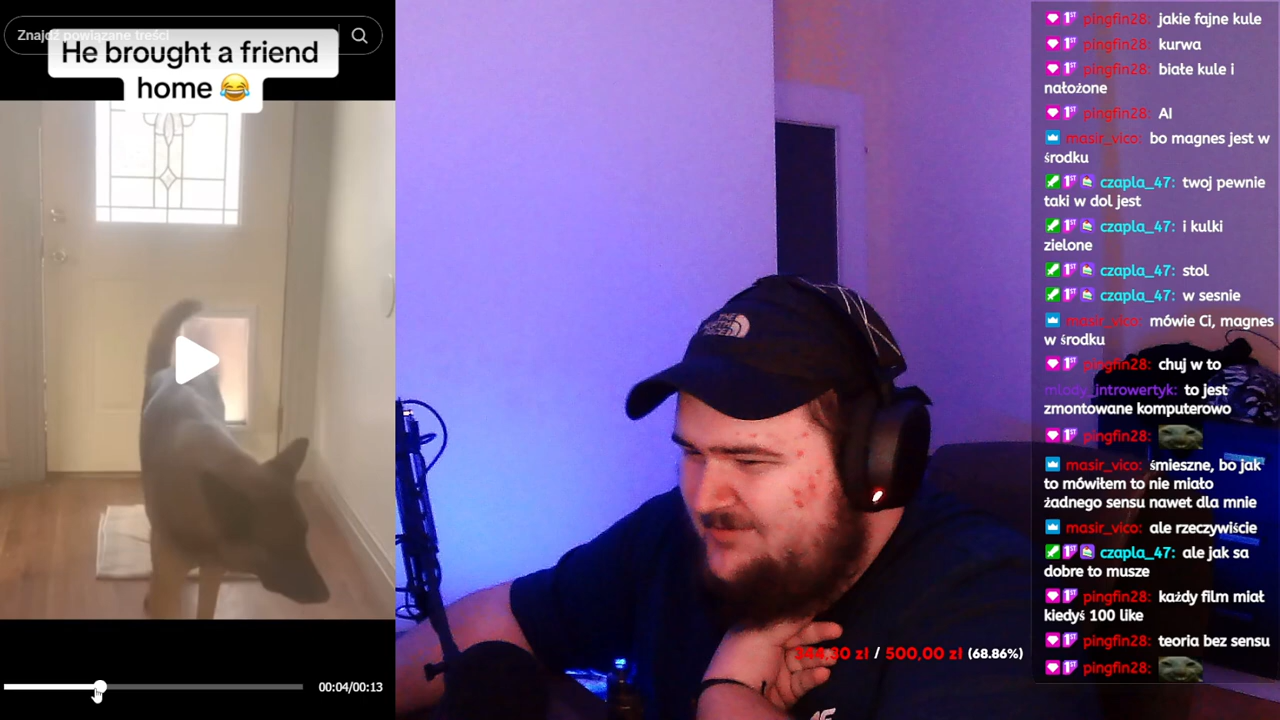 Znajdź powiązane treści
He brought a friend
home 😂
00:04/00:13
THE
NORTH
FACE
344,30 zl / 500,00 zl (68.86%)
pingfin28: jakie fajne kule
pingfin28: kurwa
pingfin28: białe kule i
nałożone
pingfin28: AI
masir_vico: bo magnes jest w
środku
czapla_47: twoj pewnie
taki w dol jest
czapla_47: i kulki
zielone
czapla_47: stol
czapla_47: w sesnie
masir_vico: mówie Ci, magnes
w środku
pingfin28: chuj w to
mlody_jntrowertyk: to jest
zmontowane komputerowo
pingfin28:
masir_vico: śmieszne, bo jak
to mówiłem to nie miało
żadnego sensu nawet dla mnie
masir_vico: ale rzeczywiście
czapla_47: ale jak sa
dobre to musze
pingfin28: każdy film miał
kiedyś 100 like
pingfin28: teoria bez sensu
pingfin28: